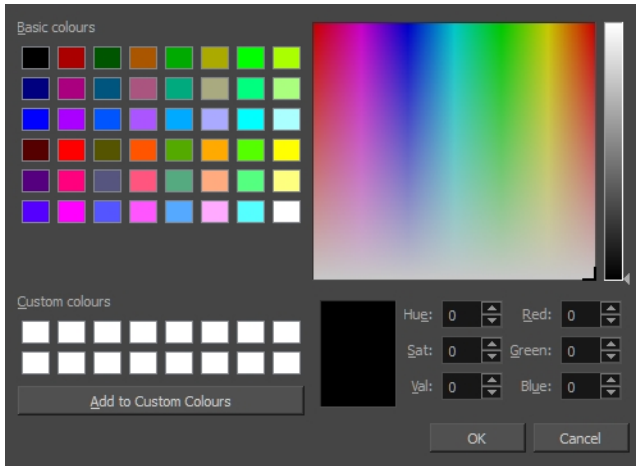 Basic colours
Custom colours
Add to Custom Colours
Hue: 0 Red: 0
Sat: 0 Green: 0
Val: 0 Blue: 0
OK Cancel